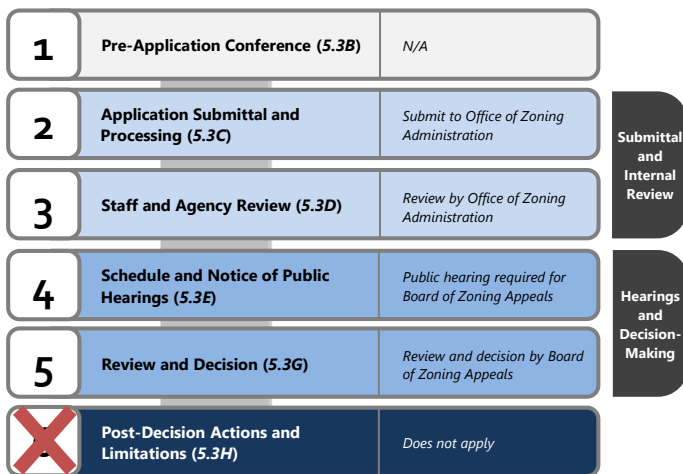 1
Pre-Application Conference (5.3B)
N/A
2
Application Submittal and
Processing (5.3C)
Submit to Office of Zoning
Administration
3
Staff and Agency Review (5.3D)
Review by Office of Zoning
Administration
Submittal
and
Internal
Review
4
Schedule and Notice of Public
Hearings (5.3E)
Public hearing required for
Board of Zoning Appeals
5
Review and Decision (5.3G)
Review and decision by Board
of Zoning Appeals
Hearings
and
Decision-
Making
Post-Decision Actions and
Limitations (5.3H)
Does not apply